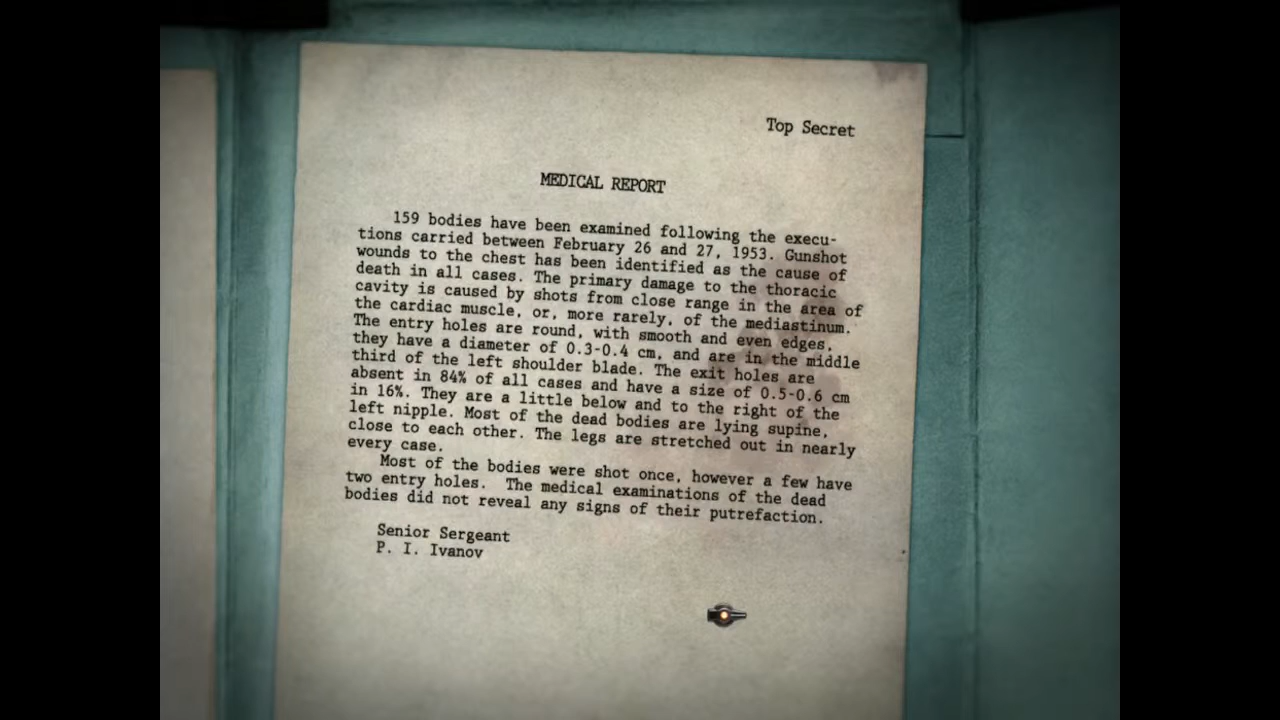 Top Secret
MEDICAL REPORT
159 bodies have been examined following the execu-
tions carried between February 26 and 27, 1953. Gunshot
wounds to the chest has been identified as the cause of
death in all cases. The primary damage to the thoracic
cavity is caused by shots from close range in the area of
the cardiac muscle, or, more rarely, of the mediastinum.
The entry holes are round, with smooth and even edges,
they have a diameter of 0.3-0.4 cm, and are in the middle
third of the left shoulder blade. The exit holes are
absent in 84% of all cases and have a size of 0.5-0.6 cm
in 16%. They are a little below and to the right of the
left nipple. Most of the dead bodies are lying supine,
close to each other. The legs are stretched out in nearly
every case.
Most of the bodies were shot once, however a few have
two entry holes. The medical examinations of the dead
bodies did not reveal any signs of their putrefaction.
Senior Sergeant
P. I. Ivanov